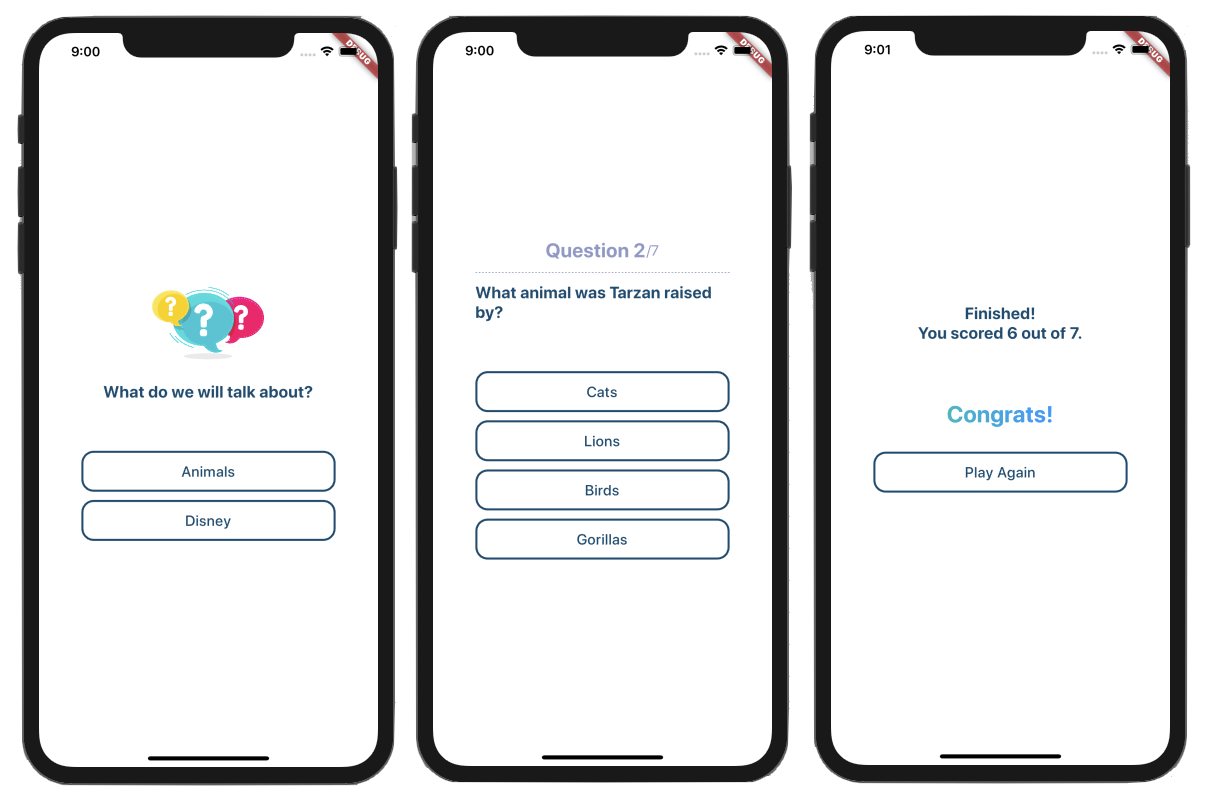 9:00
DEBUG
? ? ?
What do we will talk about?
Animals
Disney
9:00
DEBUG
Question 2/7
What animal was Tarzan raised
by?
Cats
Lions
Birds
Gorillas
9:01
DEBUG
Finished!
You scored 6 out of 7.
Congrats!
Play Again